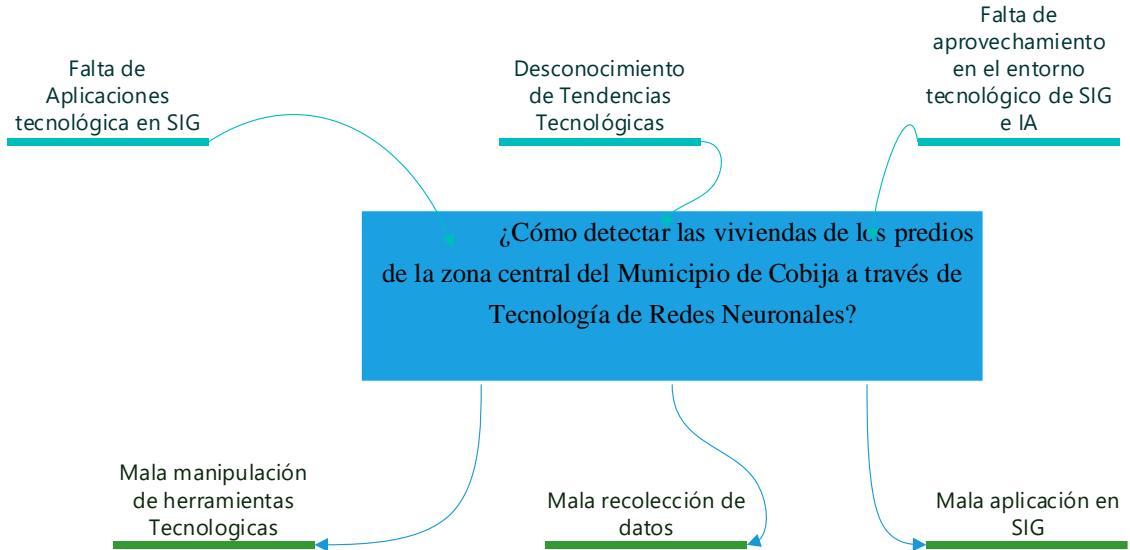 Falta de
Aplicaciones
tecnológica en SIG
Desconocimiento
de Tendencias
Tecnológicas
Falta de
aprovechamiento
en el entorno
tecnológico de SIG
e IA
¿Cómo detectar las viviendas de los predios
de la zona central del Municipio de Cobija a través de
Tecnología de Redes Neuronales?
Mala manipulación
de herramientas
Tecnologicas
Mala recolección de
datos
Mala aplicación en
SIG